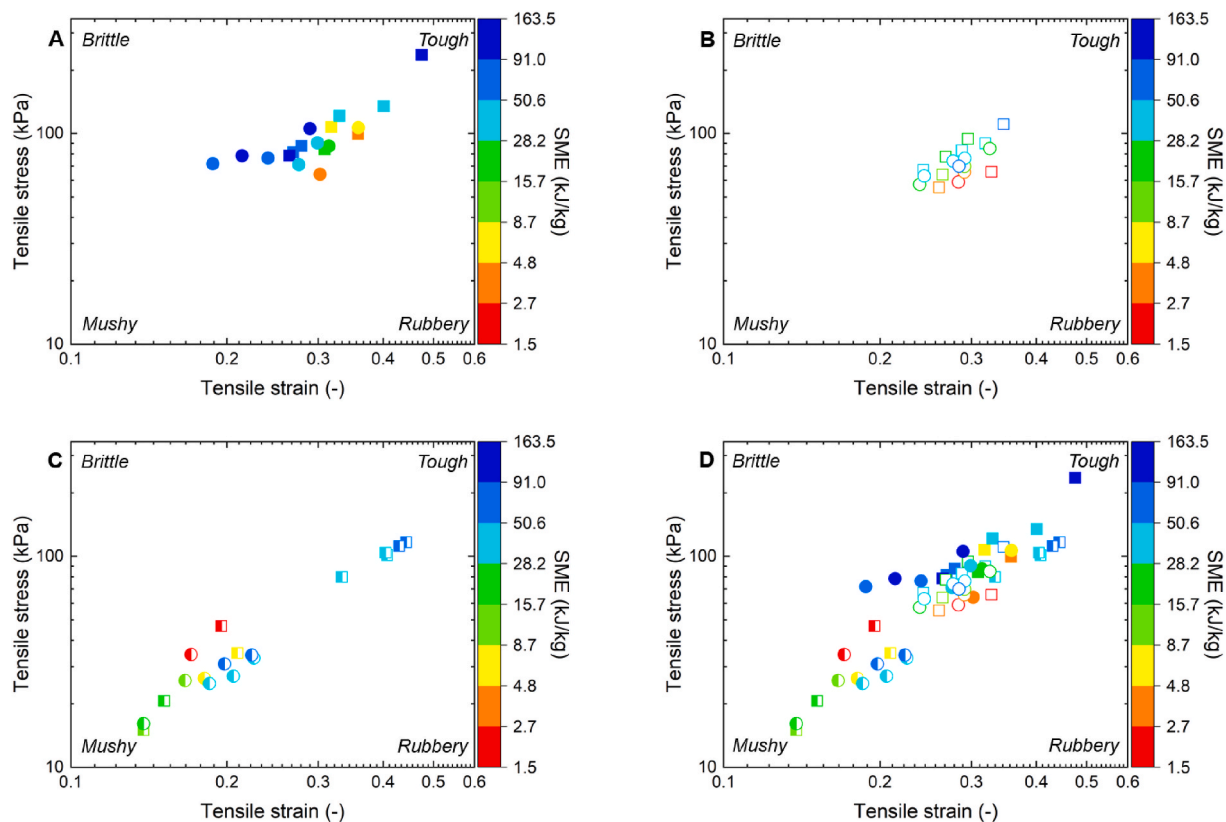 A
Brittle
Tough
100
10
Mushy
Rubbery
0.1
0.2
0.3
0.4
0.5
0.6
Tensile strain (-)
Tensile stress (kPa)
163.5
91.0
50.6
28.2
15.7
8.7
4.8
2.7
1.5
SME (kJ/kg)
B
Brittle
Tough
100
10
Mushy
Rubbery
0.1
0.2
0.3
0.4
0.5
0.6
Tensile strain (-)
Tensile stress (kPa)
163.5
91.0
50.6
28.2
15.7
8.7
4.8
2.7
1.5
SME (kJ/kg)
C
Brittle
Tough
100
10
Mushy
Rubbery
0.1
0.2
0.3
0.4
0.5
0.6
Tensile strain (-)
Tensile stress (kPa)
163.5
91.0
50.6
28.2
15.7
8.7
4.8
2.7
1.5
SME (kJ/kg)
D
Brittle
Tough
100
10
Mushy
Rubbery
0.1
0.2
0.3
0.4
0.5
0.6
Tensile strain (-)
Tensile stress (kPa)
163.5
91.0
50.6
28.2
15.7
8.7
4.8
2.7
1.5
SME (kJ/kg)